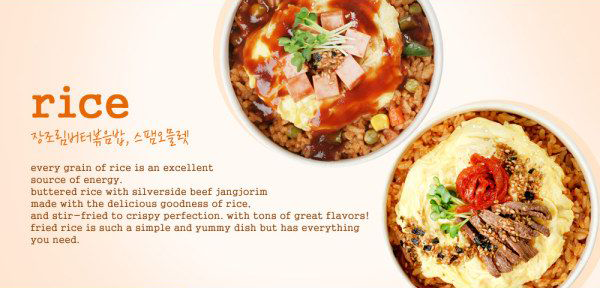 rice
장조림버터볶음밥, 스팸오믈렛
every grain of rice is an excellent
source of energy.
buttered rice with silverside beef jangjorim
made with the delicious goodness of rice.
and stir-fried to crispy perfection. with tons of great flavors!
fried rice is such a simple and yummy dish but has everything
you need.